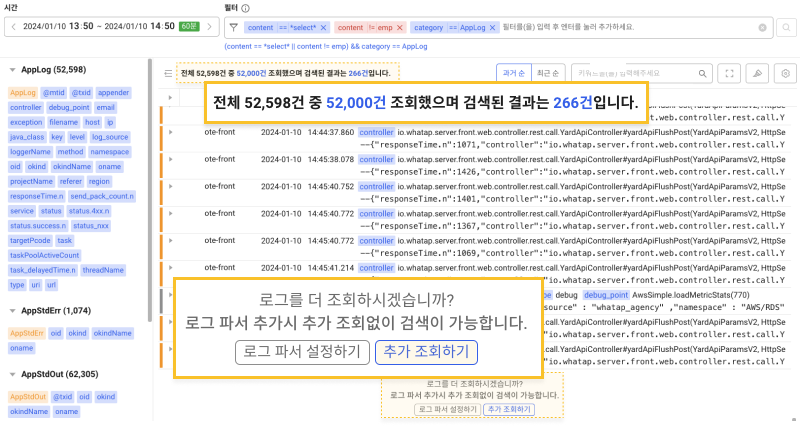 시간
2024/01/10 13:50 ~ 2024/01/10 14:50 60분
필터
content == *select* × content != emp × category == AppLog × 필터를(을) 입력 후 엔터를 눌러 추가하세요.
(content == *select* || content != emp) && category == AppLog
AppLog (52,598)
AppLog @mtid @txid appender
controller debug_point email
exception filename host ip
java_class key level log_source
loggerName method namespace
oid okind okindName oname
projectName referer region
responseTime.n send_pack_count.n
service status status.4xx.n
status.success.n status_nxx
targetPcode task
taskPoolActiveCount
task_delayedTime.n threadName
type uri url
AppStdErr (1,074)
AppStdErr oid okind okindName
oname
AppStdOut (62,305)
AppStdOut @txid oid okind
okindName oname
전체 52,598건 중 52,000건 조회했으며 검색된 결과는 266건입니다.
과거 순 최근 순
전체 52,598건 중 52,000건 조회했으며 검색된 결과는 266건입니다.
ote-front 2024-01-10 14:44:37.860 controller io.whatap.server.front.web.controller.rest.call.YardApiController#yardApiFlushPost(YardApiParamsV2, HttpSe
--{"responseTime.n":1071,"controller":"io.whatap.server.front.web.controller.rest.call.Y
ote-front 2024-01-10 14:45:38.078 controller io.whatap.server.front.web.controller.rest.call.YardApiController#yardApiFlushPost(YardApiParamsV2, HttpSe
--{"responseTime.n":1426,"controller":"io.whatap.server.front.web.controller.rest.call.Y
ote-front 2024-01-10 14:45:40.752 controller io.whatap.server.front.web.controller.rest.call.YardApiController#yardApiFlushPost(YardApiParamsV2, HttpSe
--{"responseTime.n":1401,"controller":"io.whatap.server.front.web.controller.rest.call.Y
ote-front 2024-01-10 14:45:40.772 controller io.whatap.server.front.web.controller.rest.call.YardApiController#yardApiFlushPost(YardApiParamsV2, HttpSe
--{"responseTime.n":1367,"controller":"io.whatap.server.front.web.controller.rest.call.Y
ote-front 2024-01-10 14:45:40.772 controller io.whatap.server.front.web.controller.rest.call.YardApiController#yardApiFlushPost(YardApiParamsV2, HttpSe
--{"responseTime.n":1069,"controller":"io.whatap.server.front.web.controller.rest.call.Y
ote-front 2024-01-10 14:45:41.214 controller io.whatap.server.front.web.controller.rest.call.YardApiController#yardApiFlushPost(YardApiParamsV2, HttpSe
.controller.rest.call.Y
debug debug_point AwsSimple.loadMetricStats(770)
source" : "whatap_agency" ,"namespace" : "AWS/RDS"
dApiFlushPost(YardApiParamsV2, HttpSe
.controller.rest.call.Y
dApiFlushPost(YardApiParamsV2, HttpSe
.controller.rest.call.Y
로그를 더 조회하시겠습니까?
로그 파서 추가시 추가 조회없이 검색이 가능합니다.
로그 파서 설정하기 추가 조회하기
로그를 더 조회하시겠습니까?
로그 파서 추가시 추가 조회없이 검색이 가능합니다.
로그 파서 설정하기 추가 조회하기